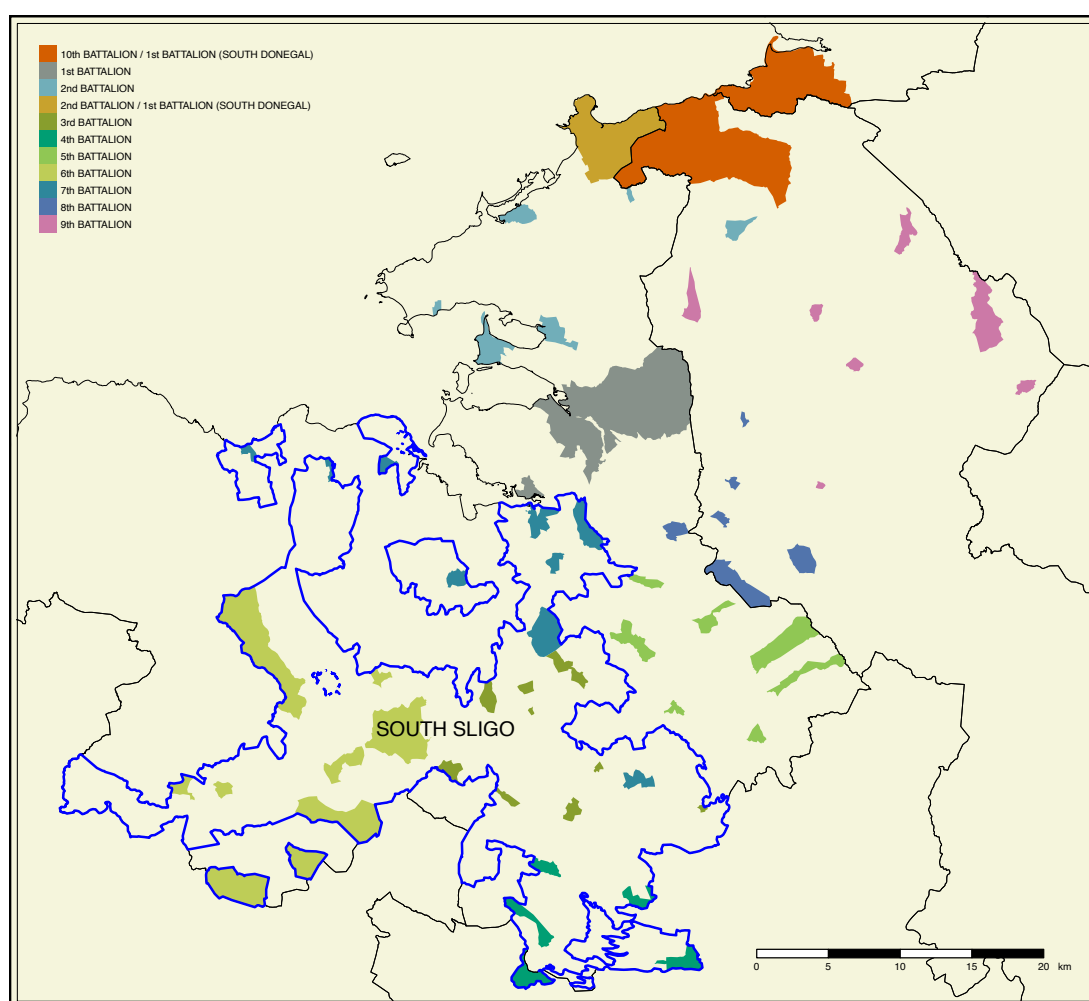 10th BATTALION / 1st BATTALION (SOUTH DONEGAL)
1st BATTALION
2nd BATTALION
2nd BATTALION / 1st BATTALION (SOUTH DONEGAL)
3rd BATTALION
4th BATTALION
5th BATTALION
6th BATTALION
7th BATTALION
8th BATTALION
9th BATTALION
SOUTH SLIGO
0 5 10 15 20 km